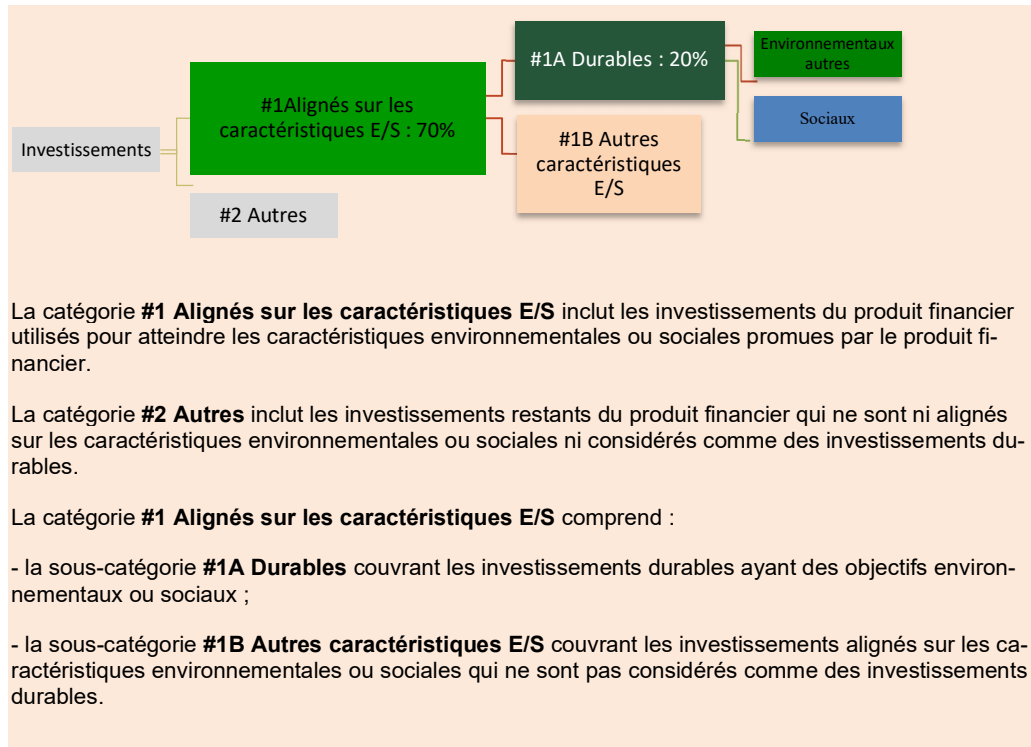 Investissements
#1Alignés sur les
caractéristiques E/S : 70%
#2 Autres
#1A Durables : 20%
#1B Autres
caractéristiques
E/S
Environnementaux
autres
Sociaux
La catégorie #1 Alignés sur les caractéristiques E/S inclut les investissements du produit financier
utilisés pour atteindre les caractéristiques environnementales ou sociales promues par le produit fi-
nancier.
La catégorie #2 Autres inclut les investissements restants du produit financier qui ne sont ni alignés
sur les caractéristiques environnementales ou sociales ni considérés comme des investissements du-
rables.
La catégorie #1 Alignés sur les caractéristiques E/S comprend :
- la sous-catégorie #1A Durables couvrant les investissements durables ayant des objectifs environ-
nementaux ou sociaux ;
- la sous-catégorie #1B Autres caractéristiques E/S couvrant les investissements alignés sur les ca-
ractéristiques environnementales ou sociales qui ne sont pas considérés comme des investissements
durables.